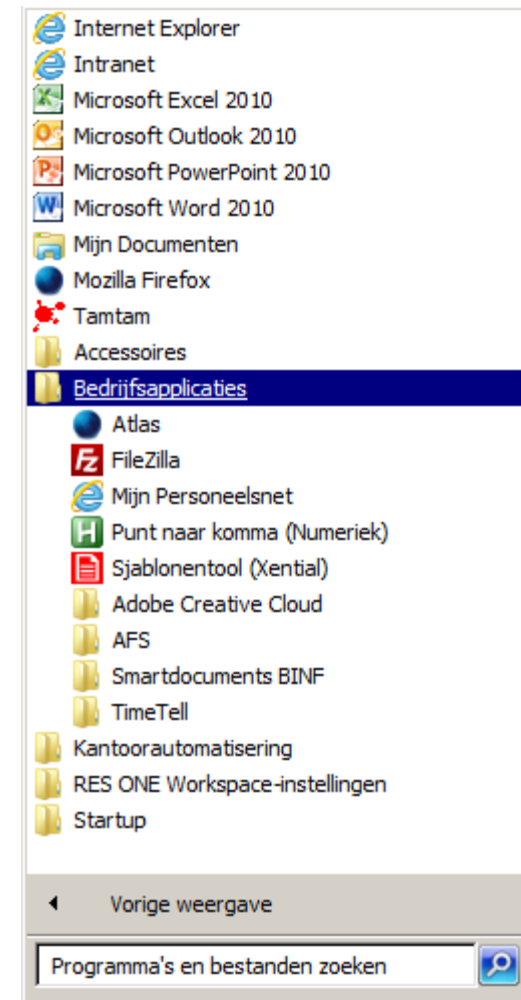 Internet Explorer
Intranet
Microsoft Excel 2010
Microsoft Outlook 2010
Microsoft PowerPoint 2010
Microsoft Word 2010
Mijn Documenten
Mozilla Firefox
Tamtam
Accessoires
Bedrijfsapplicaties
Atlas
FileZilla
Mijn Personeelsnet
Punt naar komma (Numeriek)
Sjablonentool (Xential)
Adobe Creative Cloud
AFS
Smartdocuments BINF
TimeTell
Kantoorautomatisering
RES ONE Workspace-instellingen
Startup
Vorige weergave
Programma's en bestanden zoeken